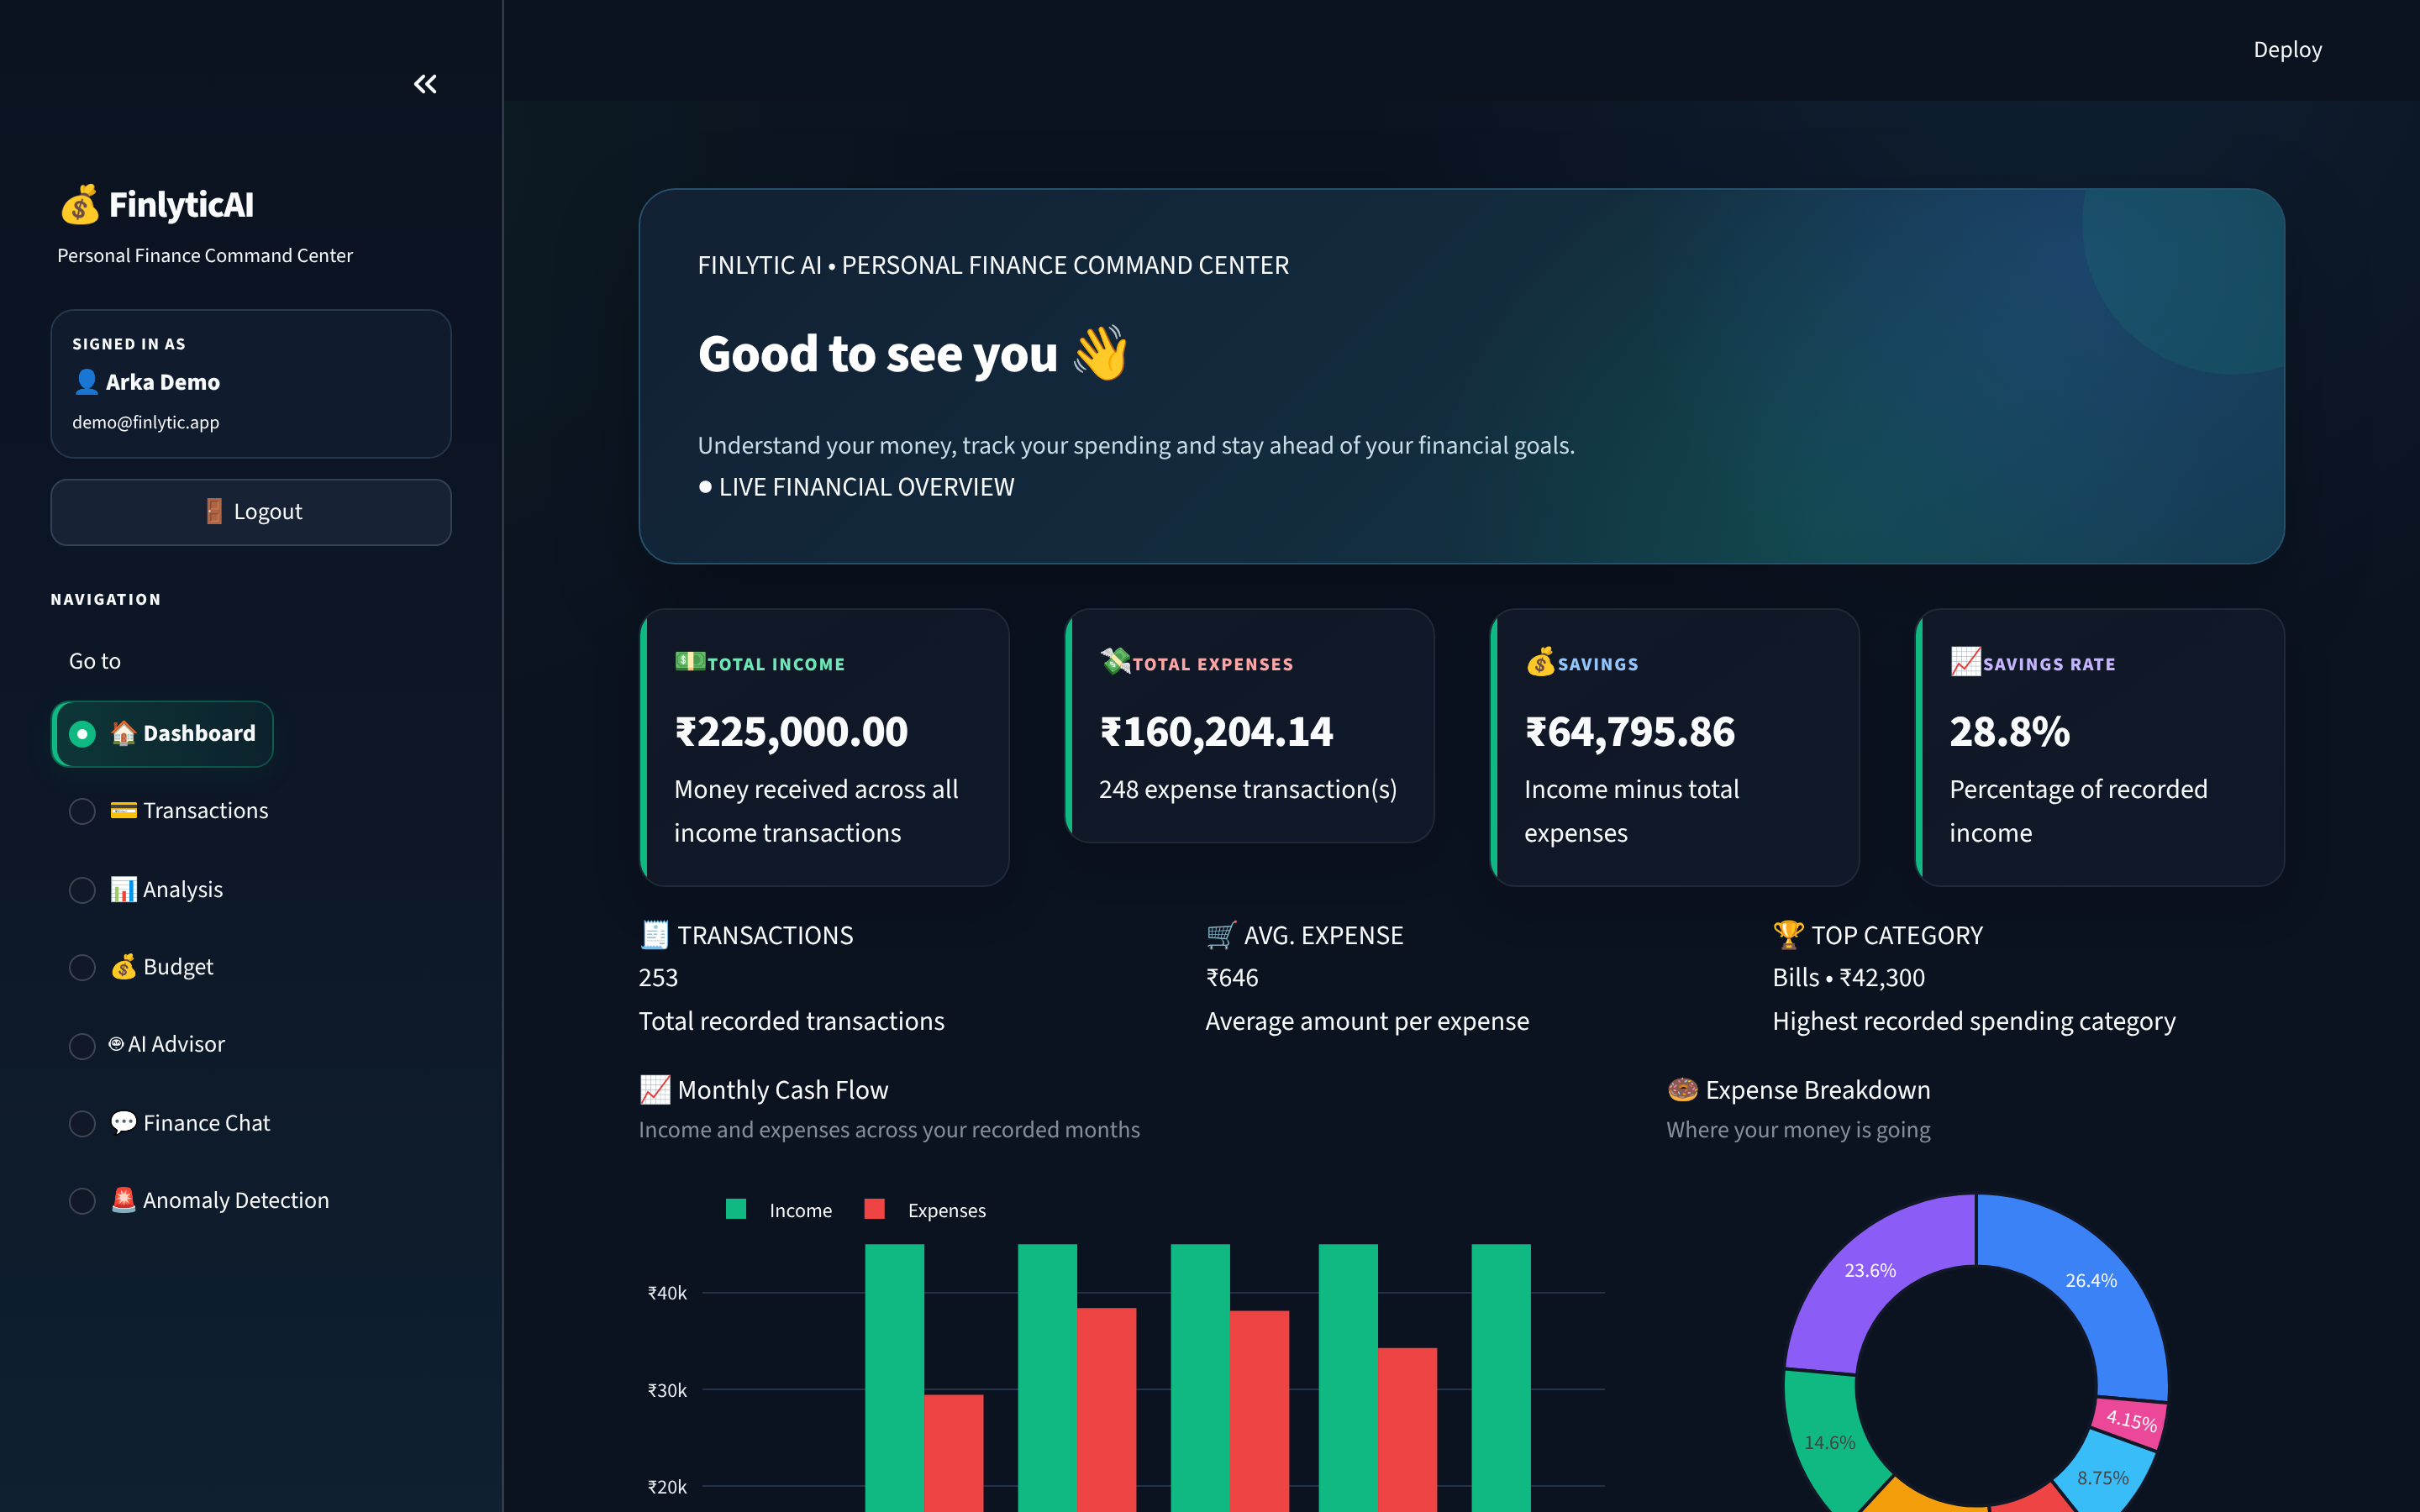 Deploy
💰 FinlyticAI
Personal Finance Command Center
SIGNED IN AS
👤 Arka Demo
demo@finlytic.app
🚪 Logout
NAVIGATION
Go to
🏠 Dashboard
💳 Transactions
📊 Analysis
💰 Budget
AI Advisor
💬 Finance Chat
🚨 Anomaly Detection
FINLYTIC AI • PERSONAL FINANCE COMMAND CENTER
Good to see you 👋
Understand your money, track your spending and stay ahead of your financial goals.
● LIVE FINANCIAL OVERVIEW
💵TOTAL INCOME
₹225,000.00
Money received across all
income transactions
💸TOTAL EXPENSES
₹160,204.14
248 expense transaction(s)
💰SAVINGS
₹64,795.86
Income minus total
expenses
📈SAVINGS RATE
28.8%
Percentage of recorded
income
🧾 TRANSACTIONS
253
Total recorded transactions
🛒 AVG. EXPENSE
₹646
Average amount per expense
🏆 TOP CATEGORY
Bills • ₹42,300
Highest recorded spending category
📈 Monthly Cash Flow
Income and expenses across your recorded months
Income
Expenses
₹40k
₹30k
₹20k
🍩 Expense Breakdown
Where your money is going
23.6%
26.4%
4.15%
14.6%
8.75%